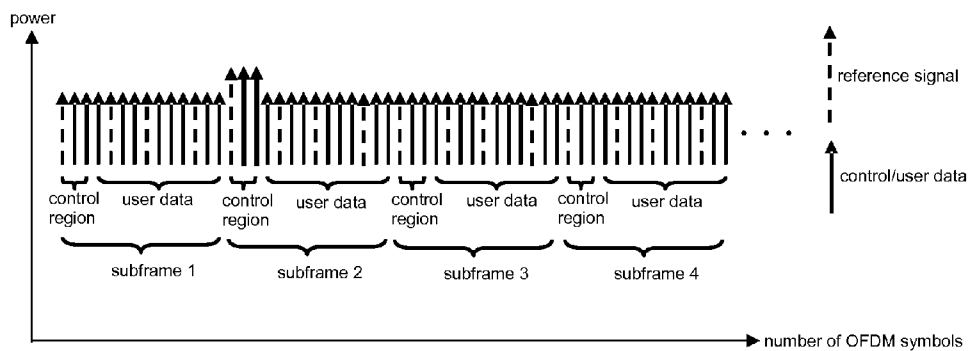 power
reference signal
control/user data
control
region
user data
control
region
user data
control
region
user data
control
region
user data
subframe 1
subframe 2
subframe 3
subframe 4
number of OFDM symbols